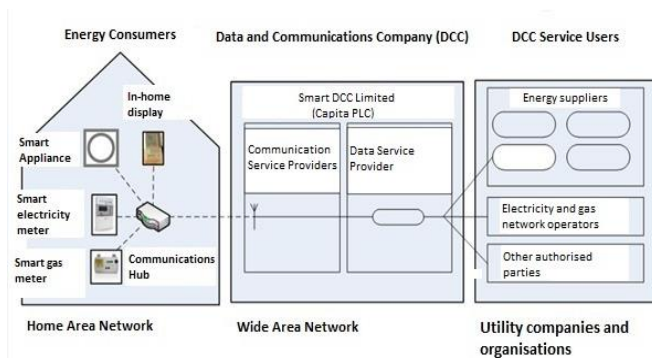 Energy Consumers
Data and Communications Company (DCC)
DCC Service Users
In-home
display
Smart
Appliance
Smart
electricity
meter
Smart gas
meter
Communications
Hub
Smart DCC Limited
(Capita PLC)
Communication
Service Providers
Data Service
Provider
Energy suppliers
Electricity and gas
network operators
Other authorised
parties
Home Area Network
Wide Area Network
Utility companies and
organisations